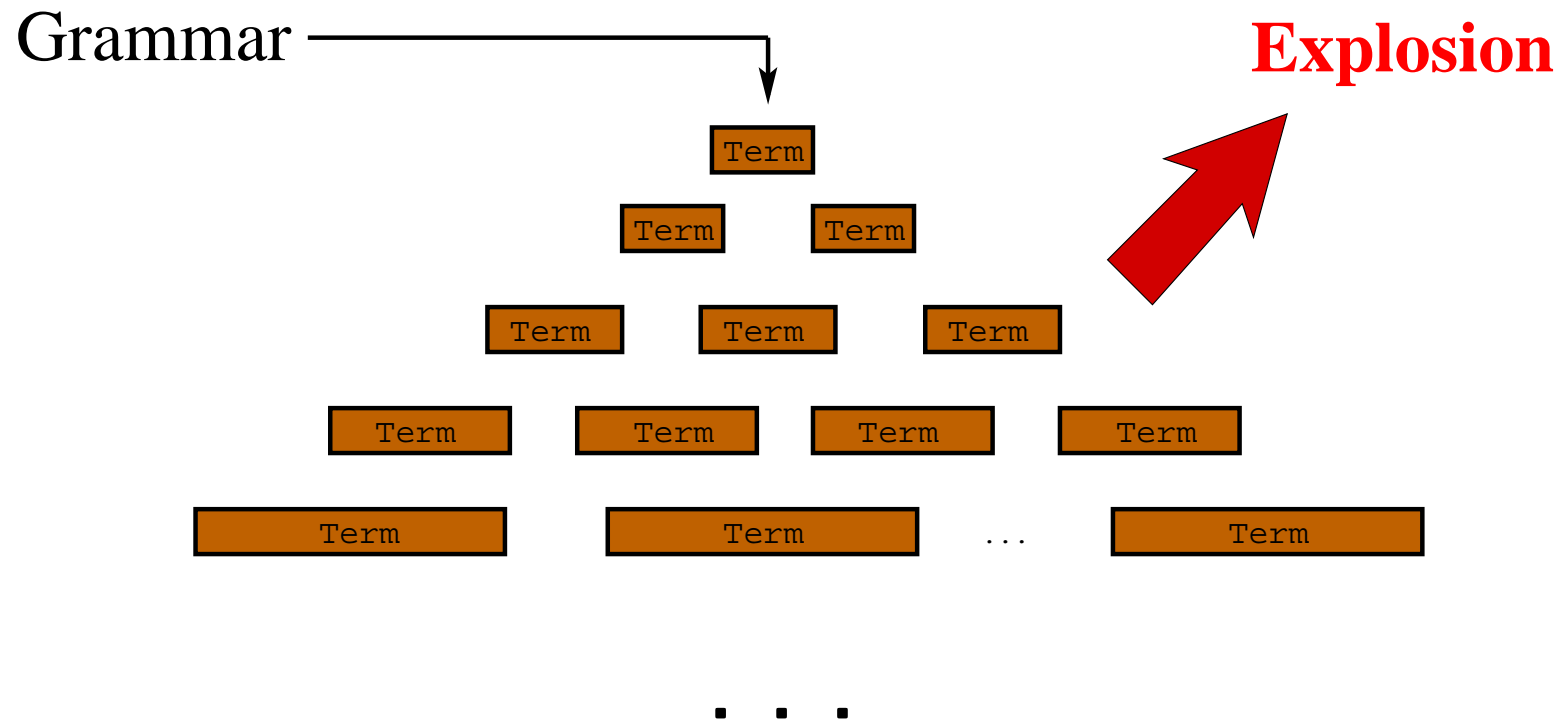 Grammar Explosion
Term
Term Term
Term Term Term
Term Term Term Term
Term Term ... Term
. . .